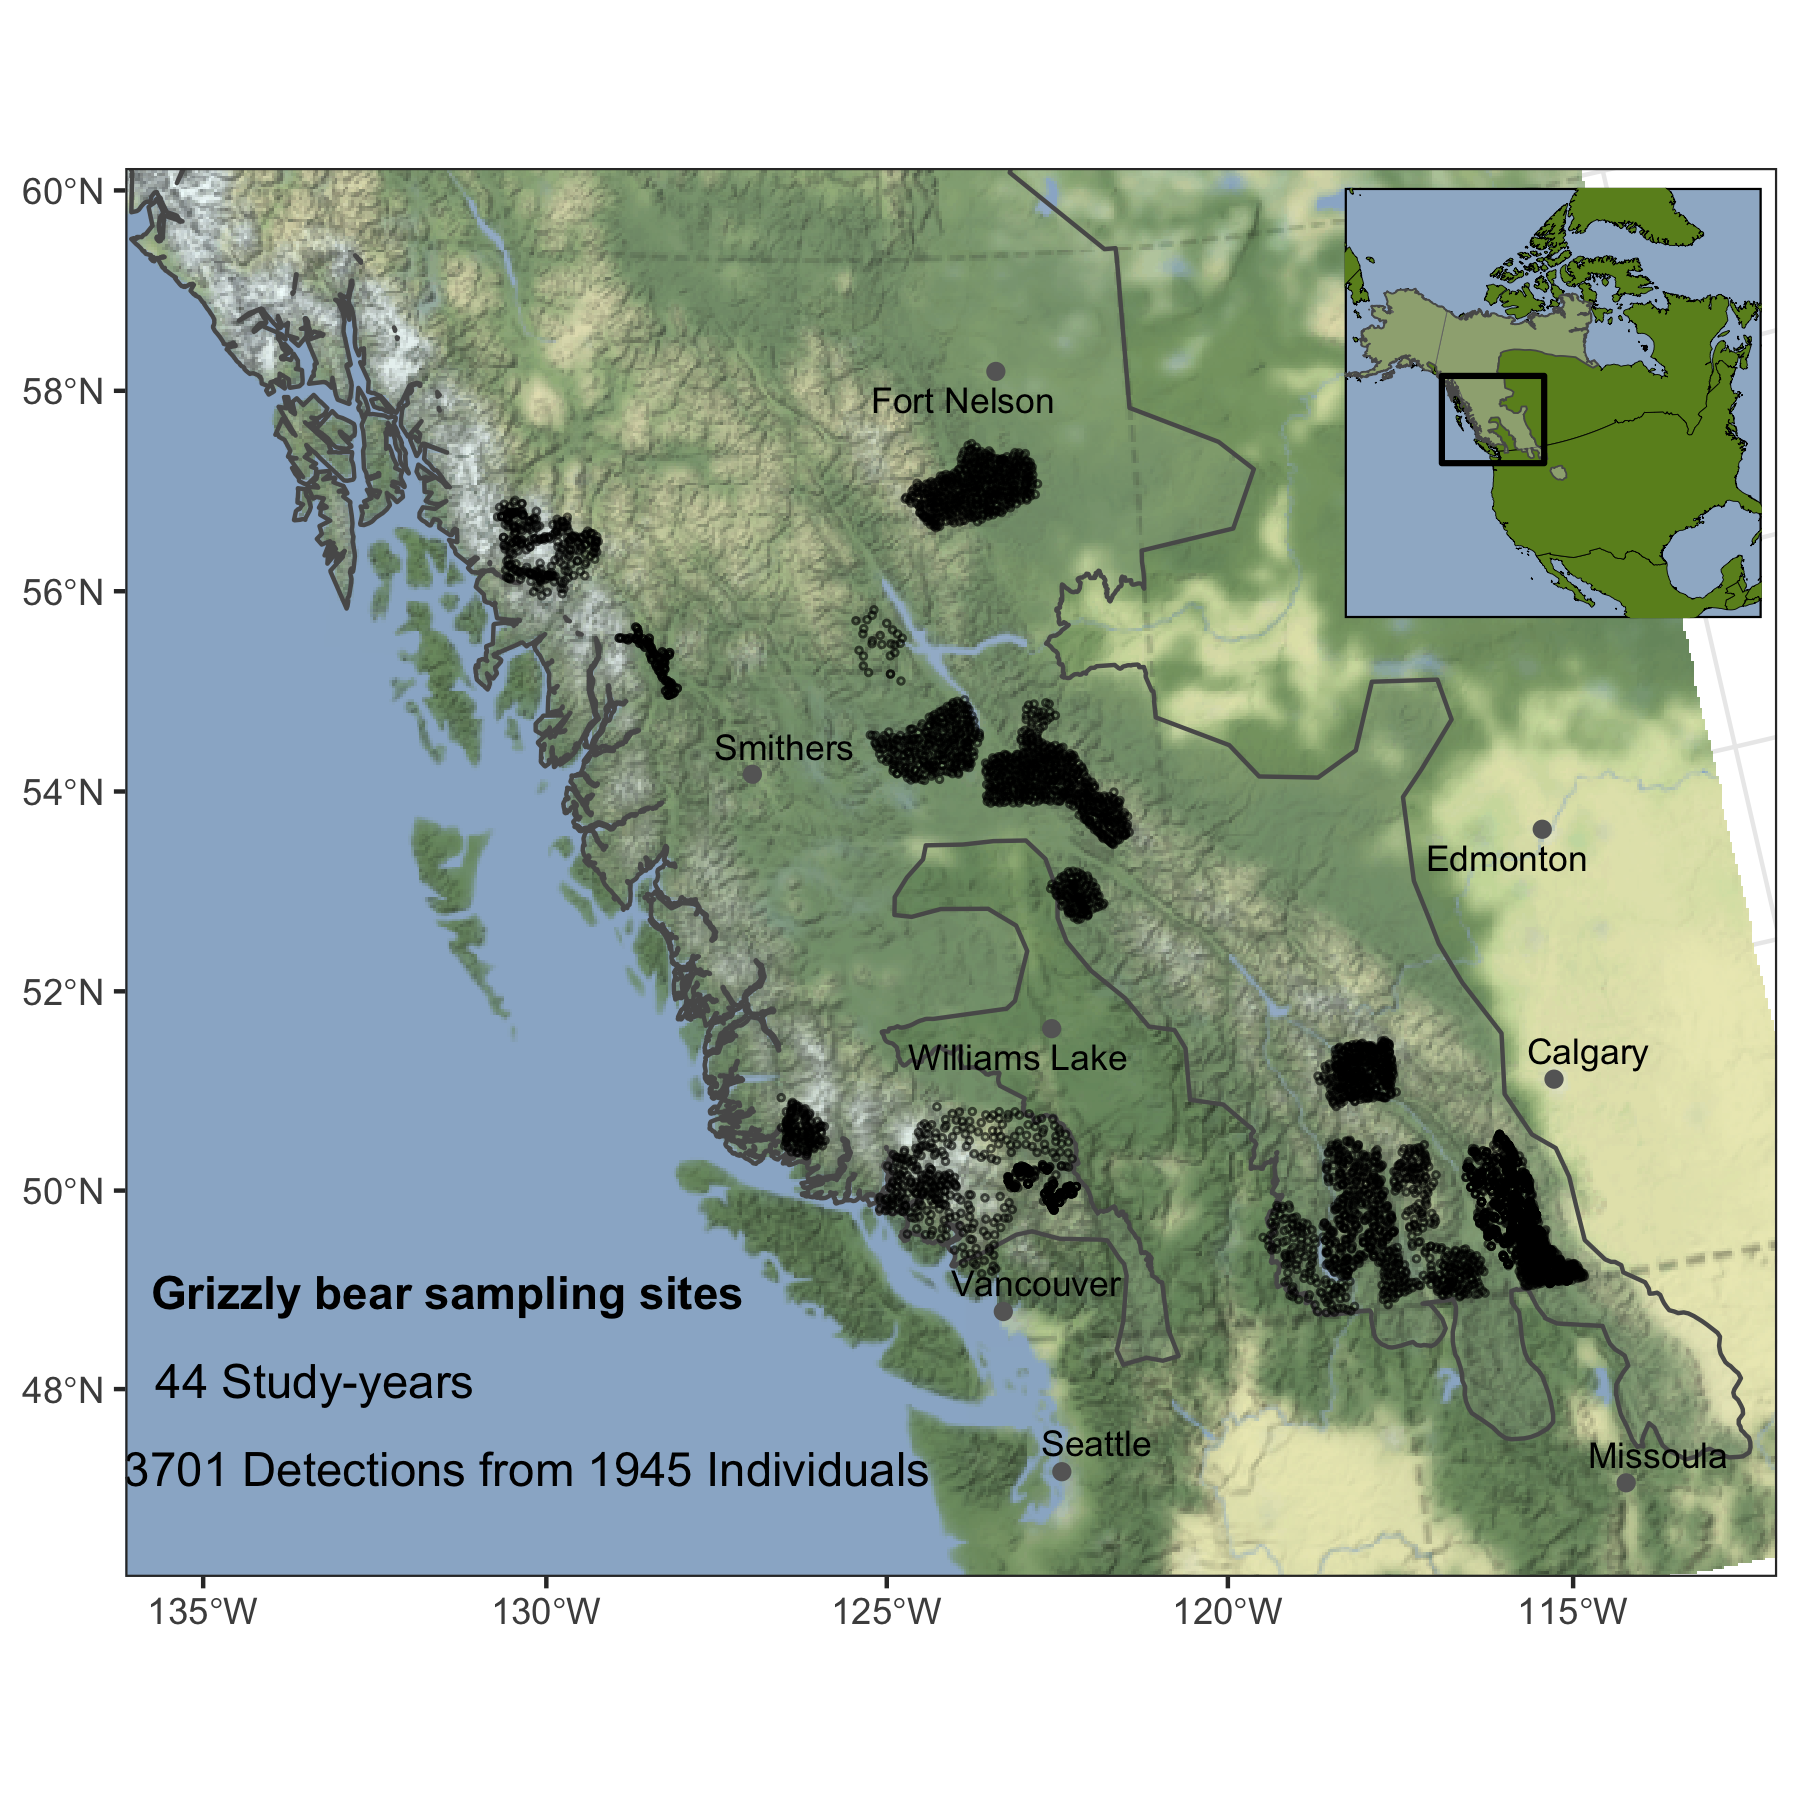 60°N
58°N
Fort Nelson
56°N
Smithers
54°N
Edmonton
52°N
Williams Lake
Calgary
50°N
Vancouver
Grizzly bear sampling sites
44 Study-years
48°N
Seattle
Missoula
3701 Detections from 1945 Individuals
135°W
130°W
125°W
120°W
115°W